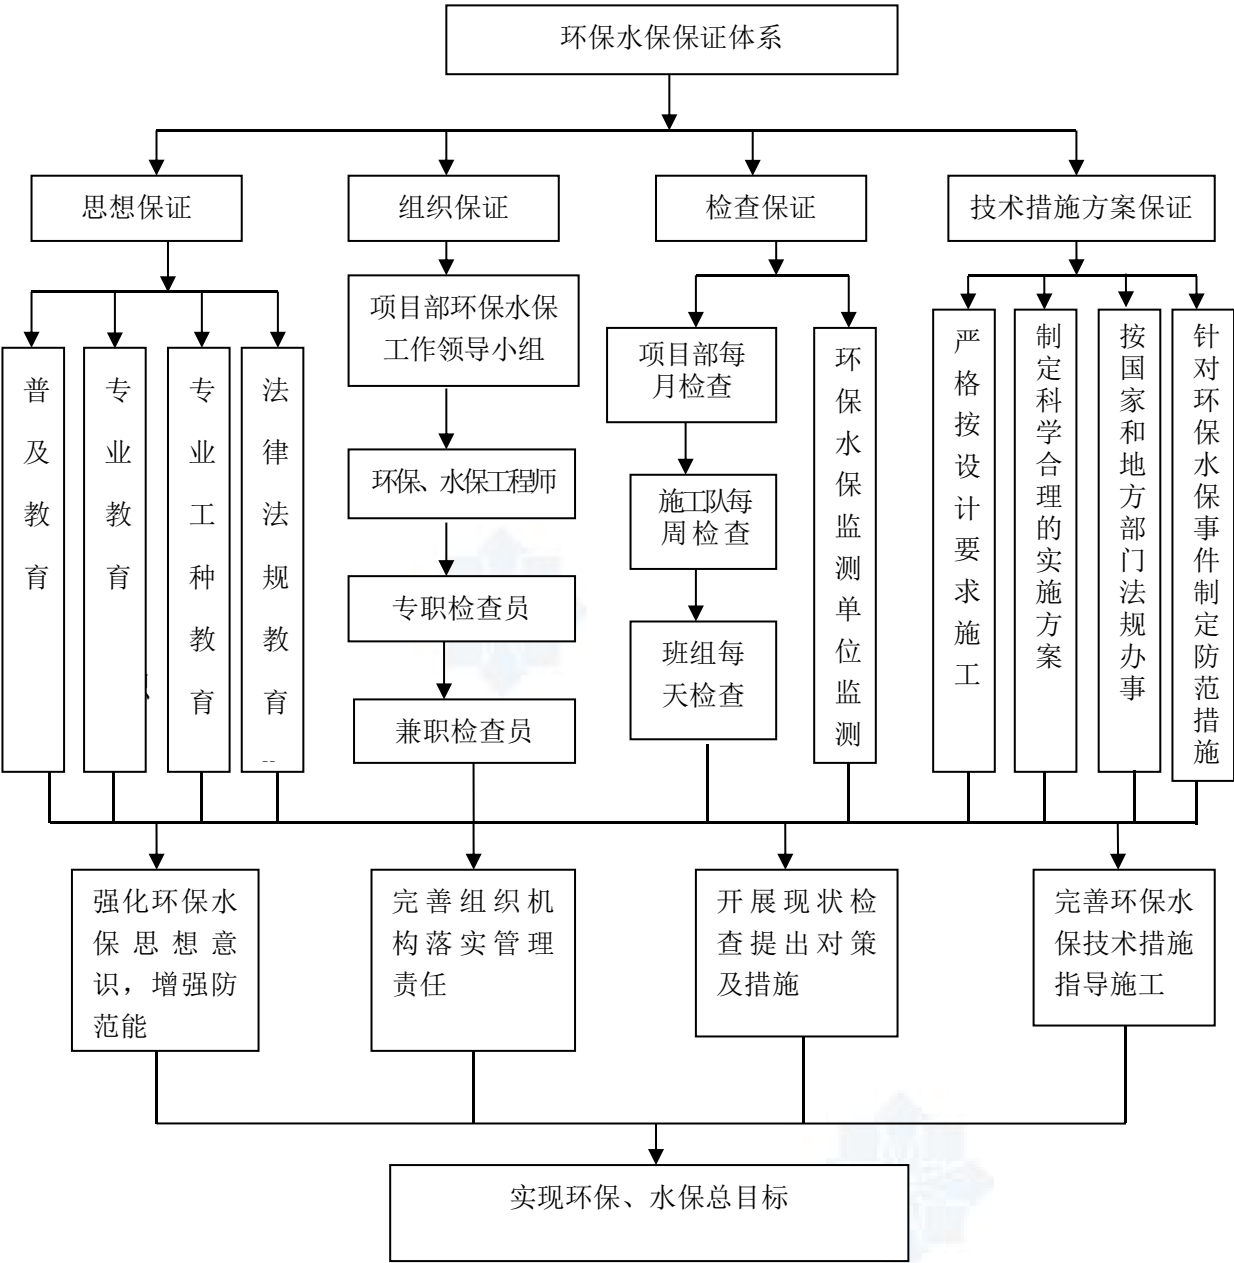 环保水保保证体系
思想保证
组织保证
检查保证
技术措施方案保证
普及教育
专业教育
专业工种教育
法律法规教育
项目部环保水保
工作领导小组
环保、水保工程师
专职检查员
兼职检查员
项目部每
月检查
施工队每
周检查
班组每
天检查
环保水保监测单位监测
严格按设计要求施工
制定科学合理的实施方案
按国家和地方部门法规办事
针对环保水保事件制定防范措施
强化环保水
保思想意
识，增强防
范能
完善组织机
构落实管理
责任
开展现状检
查提出对策
及措施
完善环保水
保技术措施
指导施工
实现环保、水保总目标